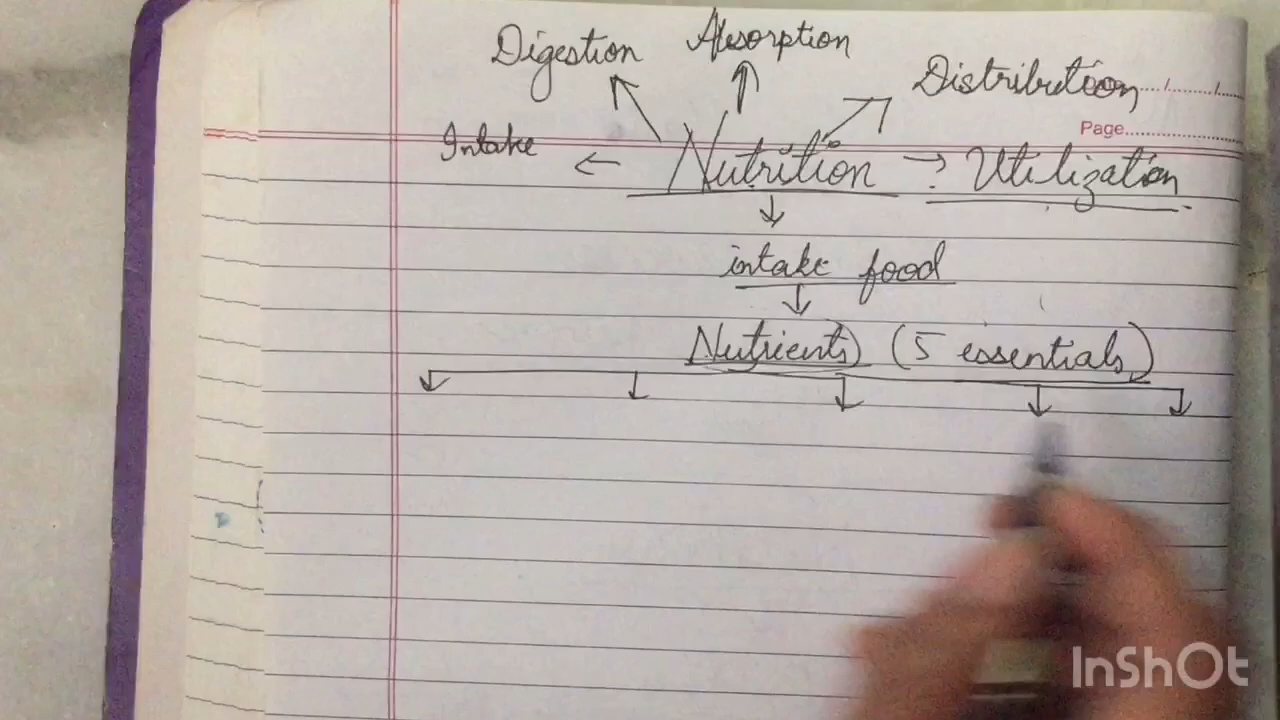 Digestion Absorption
Distribution
Page
Intake ← Nutrition → Utilization
intake food
Nutrients (5 essentials)
InShOt